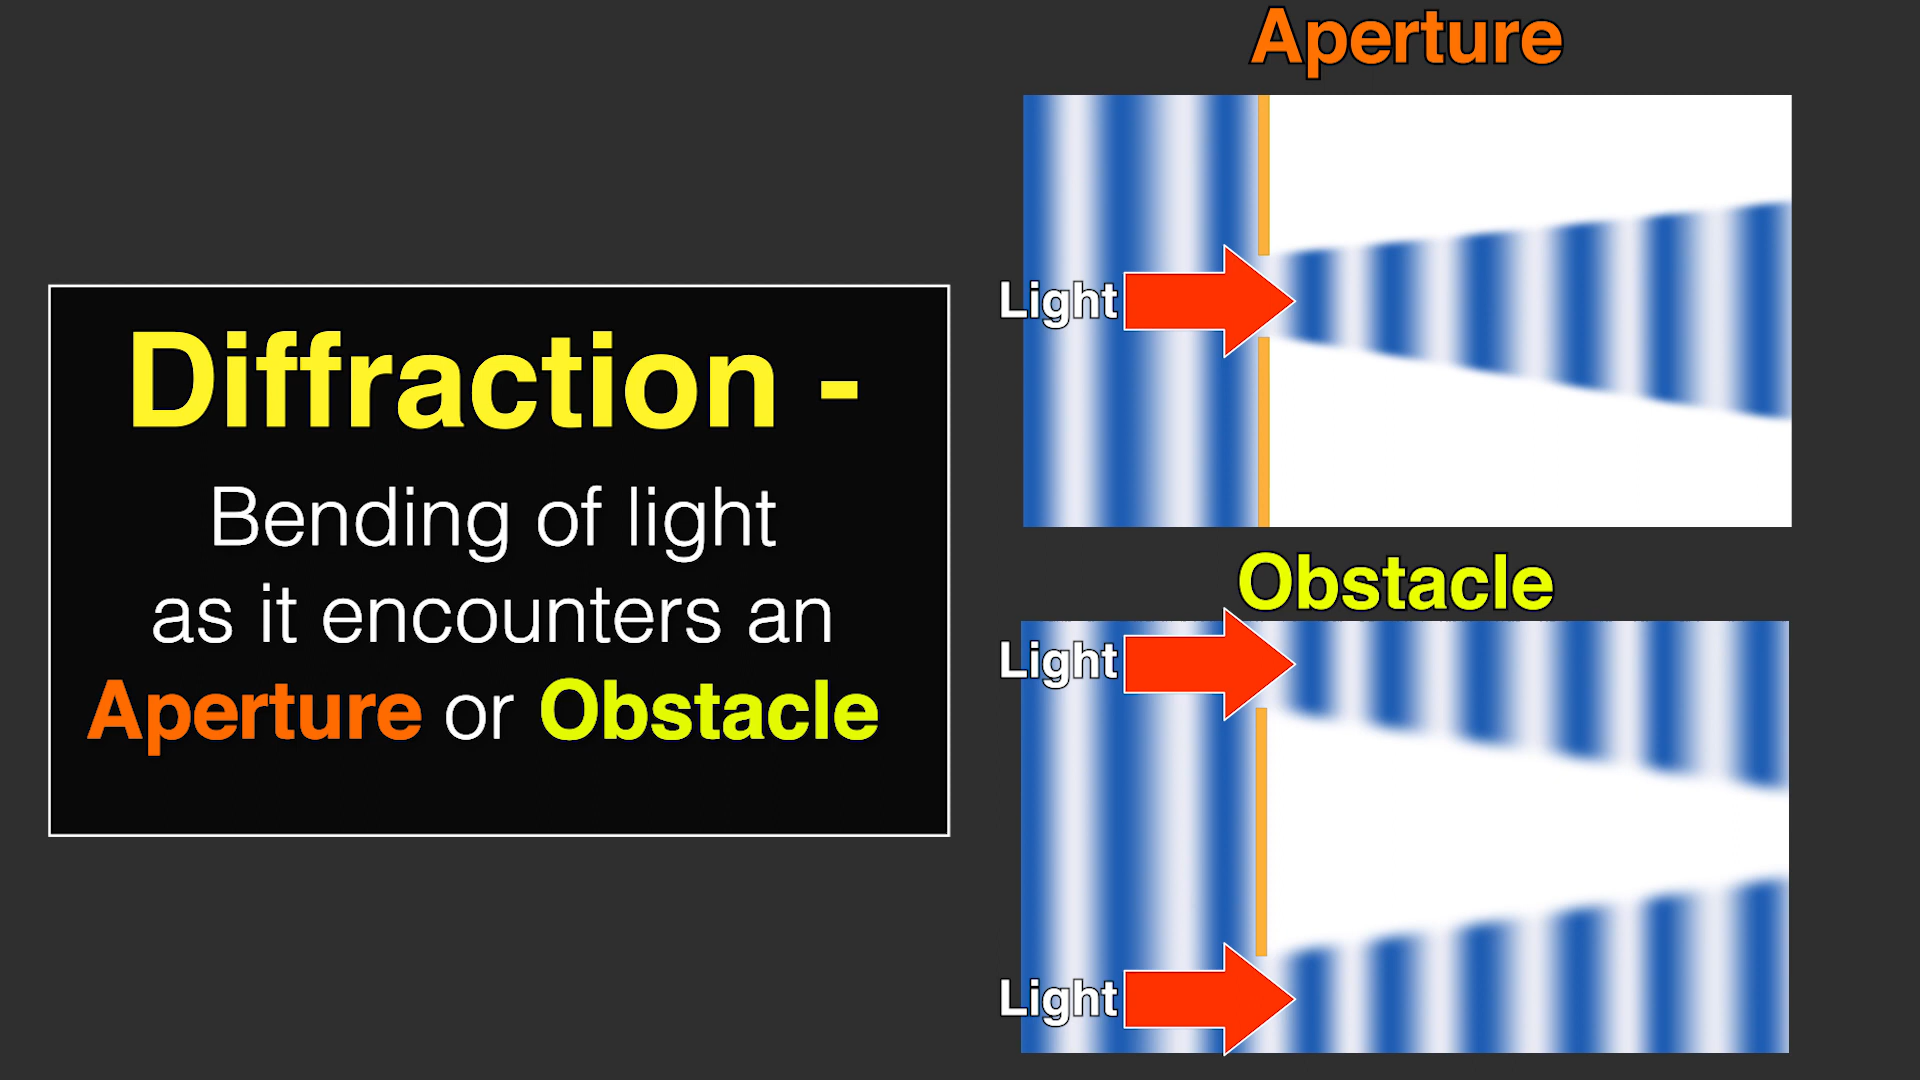 Diffraction -
Bending of light
as it encounters an
Aperture or Obstacle
Aperture
Light
Obstacle
Light
Light